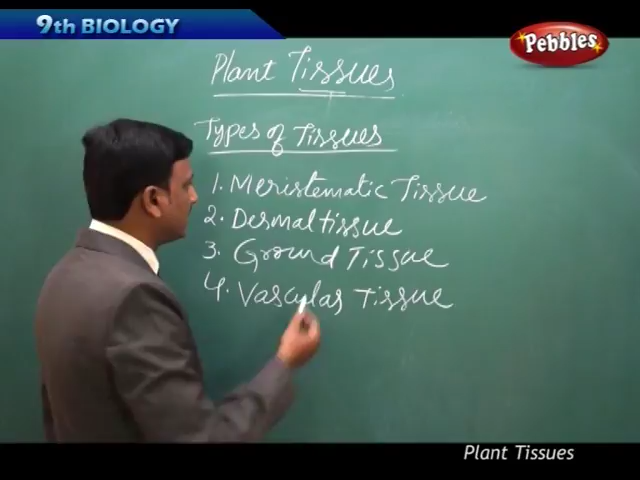 9th BIOLOGY
Pebbles
Plant Tissues
Types of Tissues
1. Meristematic Tissue
2. Dermal tissue
3. Ground Tissue
4. Vascular Tissue
Plant Tissues